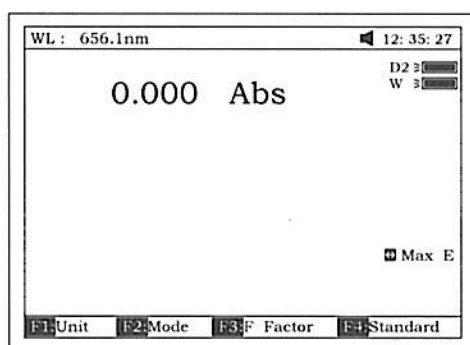 WL : 656.1nm 12: 35: 27
D2
W
0.000 Abs
Max E
F1:Unit F2:Mode F3:F Factor F4:Standard